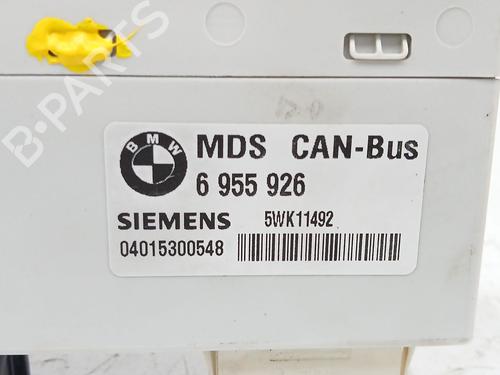 B-PARTS
BMW
MDS CAN-Bus
6 955 926
SIEMENS 5WK11492
04015300548